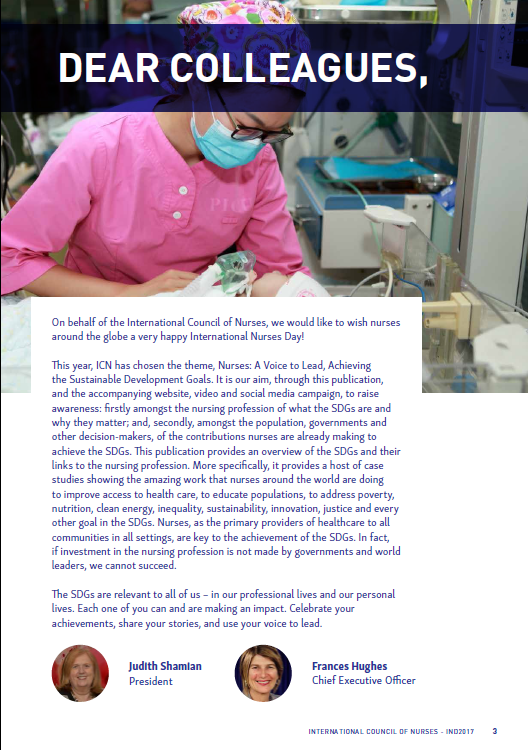 DEAR COLLEAGUES,
PICU
On behalf of the International Council of Nurses, we would like to wish nurses
around the globe a very happy International Nurses Day!
This year, ICN has chosen the theme, Nurses: A Voice to Lead, Achieving
the Sustainable Development Goals. It is our aim, through this publication,
and the accompanying website, video and social media campaign, to raise
awareness: firstly amongst the nursing profession of what the SDGs are and
why they matter; and, secondly, amongst the population, governments and
other decision-makers, of the contributions nurses are already making to
achieve the SDGs. This publication provides an overview of the SDGs and their
links to the nursing profession. More specifically, it provides a host of case
studies showing the amazing work that nurses around the world are doing
to improve access to health care, to educate populations, to address poverty,
nutrition, clean energy, inequality, sustainability, innovation, justice and every
other goal in the SDGs. Nurses, as the primary providers of healthcare to all
communities in all settings, are key to the achievement of the SDGs. In fact,
if investment in the nursing profession is not made by governments and world
leaders, we cannot succeed.
The SDGs are relevant to all of us – in our professional lives and our personal
lives. Each one of you can and are making an impact. Celebrate your
achievements, share your stories, and use your voice to lead.
Judith Shamian
President
Frances Hughes
Chief Executive Officer
INTERNATIONAL COUNCIL OF NURSES - IND2017 3